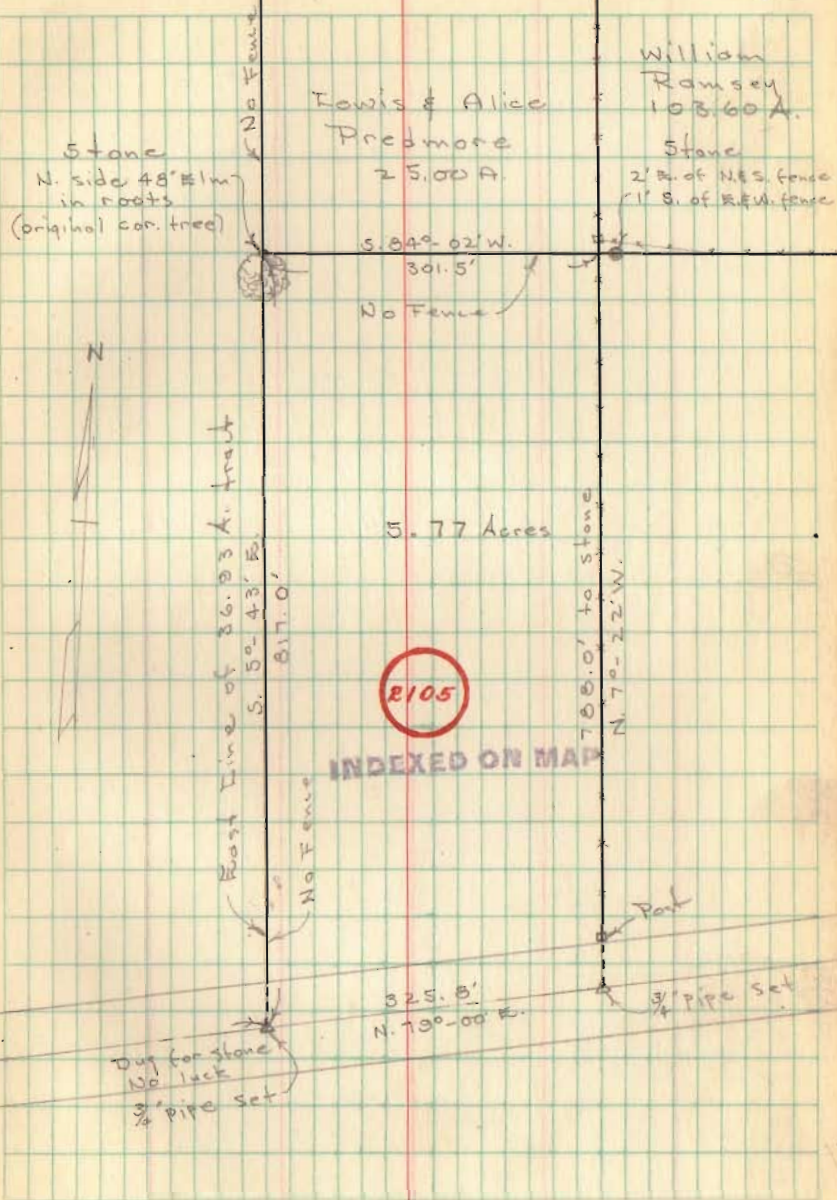 No Fence
Lowis & Alice
Predmore
25.00 A.
William
Ramsey
103.60 A.
Stone
N. side 48" Elm
in roots
(original cor. tree)
Stone
2' E. of N.&S. fence
1' S. of E.&W. fence
S. 84°-02' W.
301.5'
No Fence
N
East Line of 36.93 A. tract
S. 5°-43' E.
817.0'
5.77 Acres
788.0' to stone
N. 7°-22' W.
2105
INDEXED ON MAP
No Fence
Post
325.8'
N. 79°-00' E.
3/4" pipe set
Dug for stone
No luck
3/4" pipe set